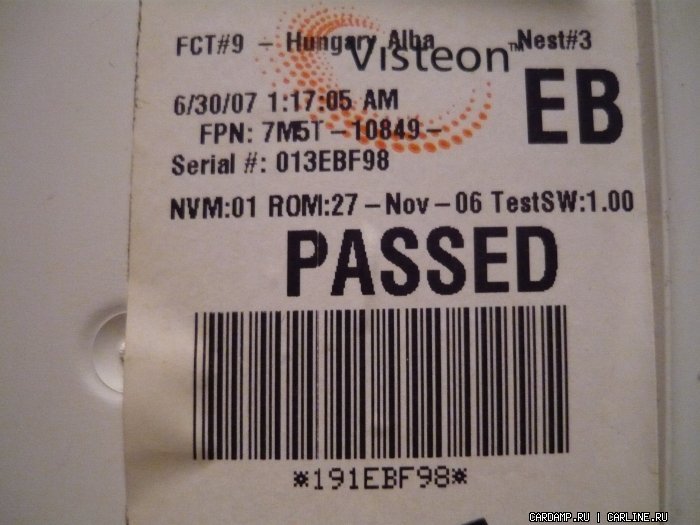 FCT#9 - Hungary Alba Nest#3
Visteon™
6/30/07 1:17:05 AM
EB
FPN: 7M5T-10849-
Serial #: 013EBF98
NVM:01 ROM:27-Nov-06 TestSW:1.00
PASSED
*191EBF98*
CARDAMP.RU | CARLINE.RU